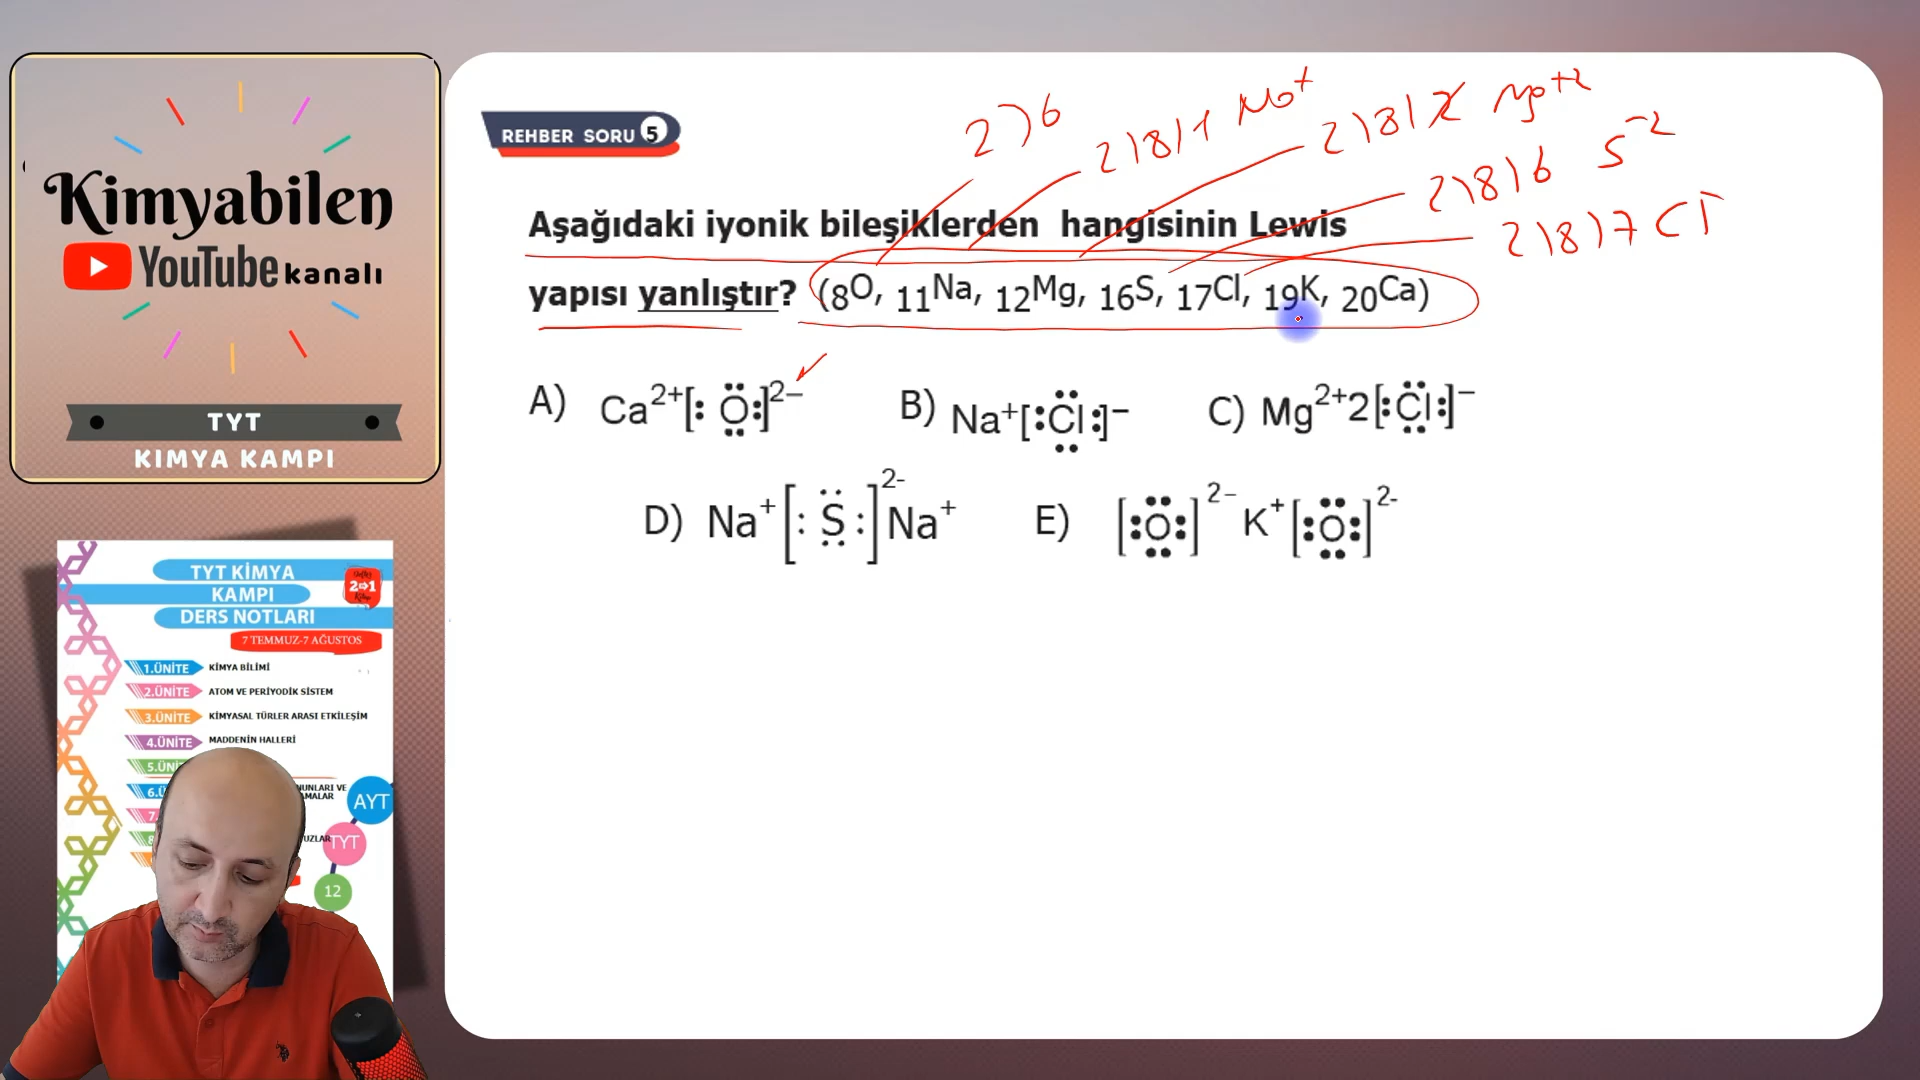 Kimyabilen
YouTube kanalı
TYT
KIMYA KAMPI
REHBER SORU 5
2)6
2)8)1 Na+
2)8)2 Mg+2
2)8)6 S-2
2)8)7 Cl-
Aşağıdaki iyonik bileşiklerden hangisinin Lewis
yapısı yanlıştır? (8O, 11Na, 12Mg, 16S, 17Cl, 19K, 20Ca)
A) Ca2+[:O:]2–
B) Na+[:Cl:]–
C) Mg2+2[:Cl:]–
D) Na+[:S:]2-Na+
E) [:O:]2– K+[:O:]2-
TYT KİMYA
KAMPI
DERS NOTLARI
2⇨1
7 TEMMUZ-7 AĞUSTOS
1.ÜNİTE KİMYA BİLİMİ
2.ÜNİTE ATOM VE PERİYODİK SİSTEM
3.ÜNİTE KİMYASAL TÜRLER ARASI ETKİLEŞİM
4.ÜNİTE MADDENİN HALLERİ
AYT
TYT
12